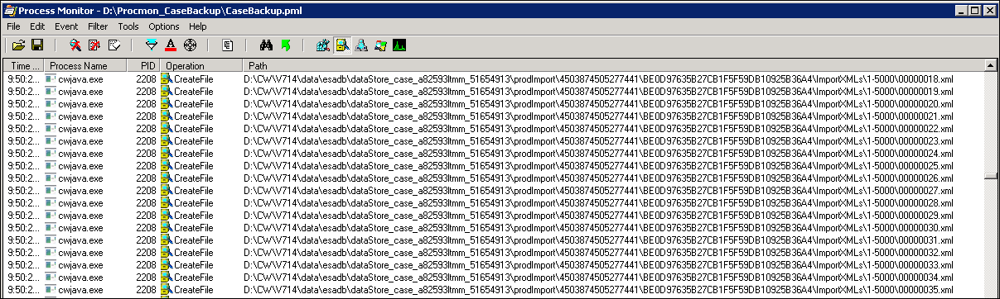 Process Monitor - D:\Procmon_CaseBackup\CaseBackup.pml
File Edit Event Filter Tools Options Help
Time ... Process Name PID Operation Path
9:50:2... cwjava.exe 2208 CreateFile D:\CW\V714\data\esadb\dataStore_case_a82593ltmm_51654913\prodImport\4503874505277441\BE0D97635B27CB1F5F59DB10925B36A4\ImportXMLs\1-5000\00000018.xml
9:50:2... cwjava.exe 2208 CreateFile D:\CW\V714\data\esadb\dataStore_case_a82593ltmm_51654913\prodImport\4503874505277441\BE0D97635B27CB1F5F59DB10925B36A4\ImportXMLs\1-5000\00000019.xml
9:50:2... cwjava.exe 2208 CreateFile D:\CW\V714\data\esadb\dataStore_case_a82593ltmm_51654913\prodImport\4503874505277441\BE0D97635B27CB1F5F59DB10925B36A4\ImportXMLs\1-5000\00000020.xml
9:50:2... cwjava.exe 2208 CreateFile D:\CW\V714\data\esadb\dataStore_case_a82593ltmm_51654913\prodImport\4503874505277441\BE0D97635B27CB1F5F59DB10925B36A4\ImportXMLs\1-5000\00000021.xml
9:50:2... cwjava.exe 2208 CreateFile D:\CW\V714\data\esadb\dataStore_case_a82593ltmm_51654913\prodImport\4503874505277441\BE0D97635B27CB1F5F59DB10925B36A4\ImportXMLs\1-5000\00000022.xml
9:50:2... cwjava.exe 2208 CreateFile D:\CW\V714\data\esadb\dataStore_case_a82593ltmm_51654913\prodImport\4503874505277441\BE0D97635B27CB1F5F59DB10925B36A4\ImportXMLs\1-5000\00000023.xml
9:50:2... cwjava.exe 2208 CreateFile D:\CW\V714\data\esadb\dataStore_case_a82593ltmm_51654913\prodImport\4503874505277441\BE0D97635B27CB1F5F59DB10925B36A4\ImportXMLs\1-5000\00000024.xml
9:50:2... cwjava.exe 2208 CreateFile D:\CW\V714\data\esadb\dataStore_case_a82593ltmm_51654913\prodImport\4503874505277441\BE0D97635B27CB1F5F59DB10925B36A4\ImportXMLs\1-5000\00000025.xml
9:50:2... cwjava.exe 2208 CreateFile D:\CW\V714\data\esadb\dataStore_case_a82593ltmm_51654913\prodImport\4503874505277441\BE0D97635B27CB1F5F59DB10925B36A4\ImportXMLs\1-5000\00000026.xml
9:50:2... cwjava.exe 2208 CreateFile D:\CW\V714\data\esadb\dataStore_case_a82593ltmm_51654913\prodImport\4503874505277441\BE0D97635B27CB1F5F59DB10925B36A4\ImportXMLs\1-5000\00000027.xml
9:50:2... cwjava.exe 2208 CreateFile D:\CW\V714\data\esadb\dataStore_case_a82593ltmm_51654913\prodImport\4503874505277441\BE0D97635B27CB1F5F59DB10925B36A4\ImportXMLs\1-5000\00000028.xml
9:50:2... cwjava.exe 2208 CreateFile D:\CW\V714\data\esadb\dataStore_case_a82593ltmm_51654913\prodImport\4503874505277441\BE0D97635B27CB1F5F59DB10925B36A4\ImportXMLs\1-5000\00000029.xml
9:50:2... cwjava.exe 2208 CreateFile D:\CW\V714\data\esadb\dataStore_case_a82593ltmm_51654913\prodImport\4503874505277441\BE0D97635B27CB1F5F59DB10925B36A4\ImportXMLs\1-5000\00000030.xml
9:50:2... cwjava.exe 2208 CreateFile D:\CW\V714\data\esadb\dataStore_case_a82593ltmm_51654913\prodImport\4503874505277441\BE0D97635B27CB1F5F59DB10925B36A4\ImportXMLs\1-5000\00000031.xml
9:50:2... cwjava.exe 2208 CreateFile D:\CW\V714\data\esadb\dataStore_case_a82593ltmm_51654913\prodImport\4503874505277441\BE0D97635B27CB1F5F59DB10925B36A4\ImportXMLs\1-5000\00000032.xml
9:50:2... cwjava.exe 2208 CreateFile D:\CW\V714\data\esadb\dataStore_case_a82593ltmm_51654913\prodImport\4503874505277441\BE0D97635B27CB1F5F59DB10925B36A4\ImportXMLs\1-5000\00000033.xml
9:50:2... cwjava.exe 2208 CreateFile D:\CW\V714\data\esadb\dataStore_case_a82593ltmm_51654913\prodImport\4503874505277441\BE0D97635B27CB1F5F59DB10925B36A4\ImportXMLs\1-5000\00000034.xml
9:50:2... cwjava.exe 2208 CreateFile D:\CW\V714\data\esadb\dataStore_case_a82593ltmm_51654913\prodImport\4503874505277441\BE0D97635B27CB1F5F59DB10925B36A4\ImportXMLs\1-5000\00000035.xml